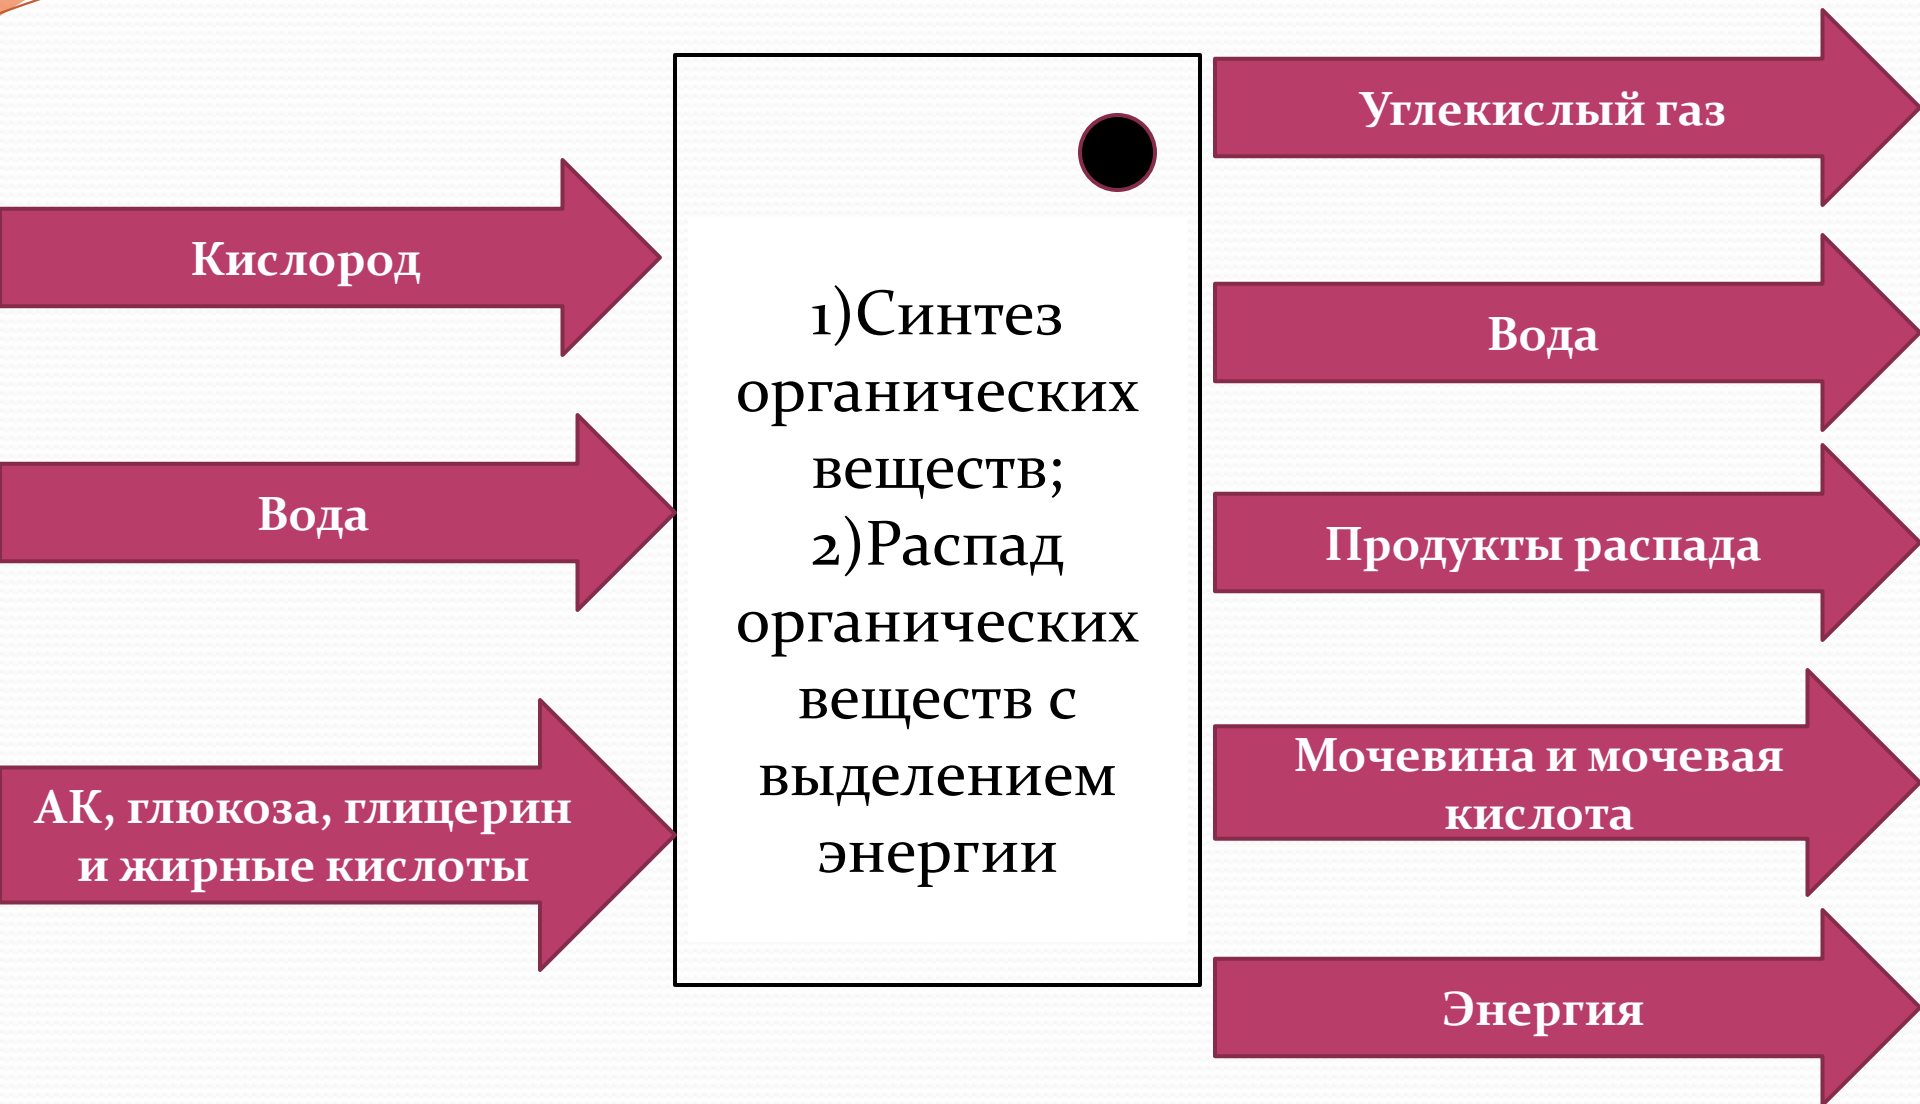 Кислород
Вода
АК, глюкоза, глицерин
и жирные кислоты
1)Синтез
органических
веществ;
2)Распад
органических
веществ с
выделением
энергии
Углекислый газ
Вода
Продукты распада
Мочевина и мочевая
кислота
Энергия